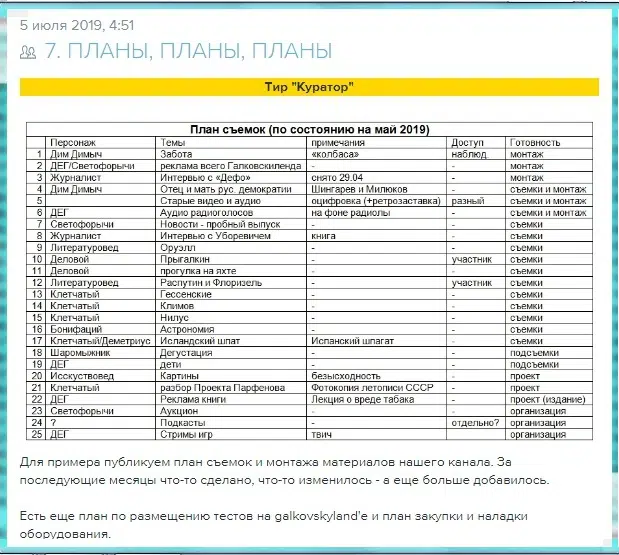 5 июля 2019, 4:51
7. ПЛАНЫ, ПЛАНЫ, ПЛАНЫ
Тир "Куратор"
План съемок (по состоянию на май 2019)
Персонаж Темы примечания Доступ Готовность
1 Дим Димыч Забота «колбаса» наблюд. монтаж
2 ДЕГ/Светофорычи реклама всего Галковскиленда - - монтаж
3 Журналист Интервью с «Дефо» снято 29.04 - монтаж
4 Дим Димыч Отец и мать рус. демократии Шингарев и Милюков - съемки и монтаж
5 Старые видео и аудио оцифровка (+ретрозаставка) разный съемки и монтаж
6 ДЕГ Аудио радиоголосов на фоне радиолы - съемки и монтаж
7 Светофорычи Новости - пробный выпуск - - съемки
8 Журналист Интервью с Уборевичем книга - съемки
9 Литературовед Оруэлл - - съемки
10 Деловой Прыгалкин - участник съемки
11 Деловой прогулка на яхте - - съемки
12 Литературовед Распутин и Флоризель - участник съемки
13 Клетчатый Гессенские - - съемки
14 Клетчатый Климов - - съемки
15 Клетчатый Нилус - - съемки
16 Бонифаций Астрономия - - съемки
17 Клетчатый/Деметриус Исландский шпат Испанский шпагат - съемки
18 Шаромыжник Дегустация - - подсъемки
19 ДЕГ дети - - подсъемки
20 Исскуствовед Картины безысходность - проект
21 Клетчатый разбор Проекта Парфенова Фотокопия летописи СССР - проект
22 ДЕГ Реклама книги Лекция о вреде табака - проект (издание)
23 Светофорычи Аукцион - - организация
24 ? Подкасты - отдельно? организация
25 ДЕГ Стримы игр твич организация
Для примера публикуем план съемок и монтажа материалов нашего канала. За
последующие месяцы что-то сделано, что-то изменилось - а еще больше добавилось.
Есть еще план по размещению тестов на galkovskyland'e и план закупки и наладки
оборудования.